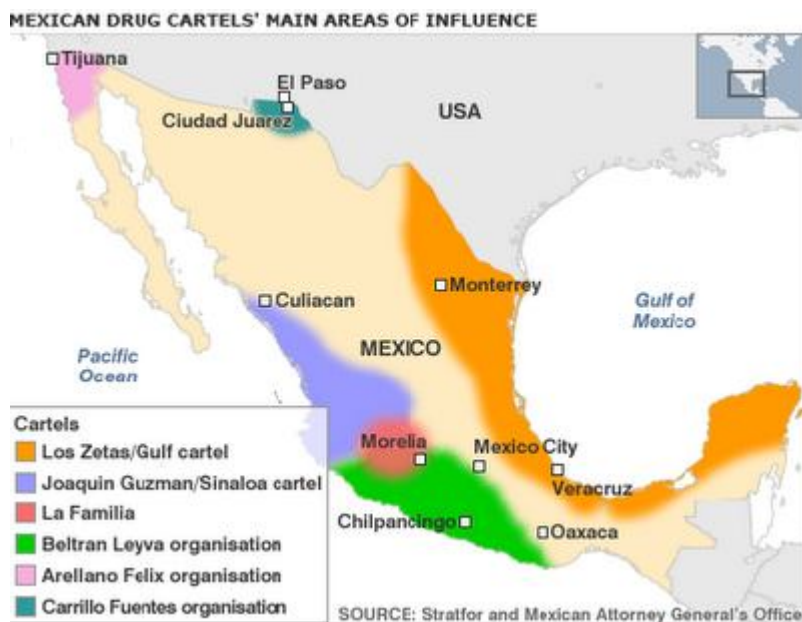 MEXICAN DRUG CARTELS' MAIN AREAS OF INFLUENCE
Tijuana
El Paso
Ciudad Juarez
USA
Monterrey
Culiacan
Gulf of
Mexico
MEXICO
Pacific
Ocean
Morelia
Mexico City
Veracruz
Chilpancingo
Oaxaca
Cartels
Los Zetas/Gulf cartel
Joaquin Guzman/Sinaloa cartel
La Familia
Beltran Leyva organisation
Arellano Felix organisation
Carrillo Fuentes organisation
SOURCE: Stratfor and Mexican Attorney General's Office